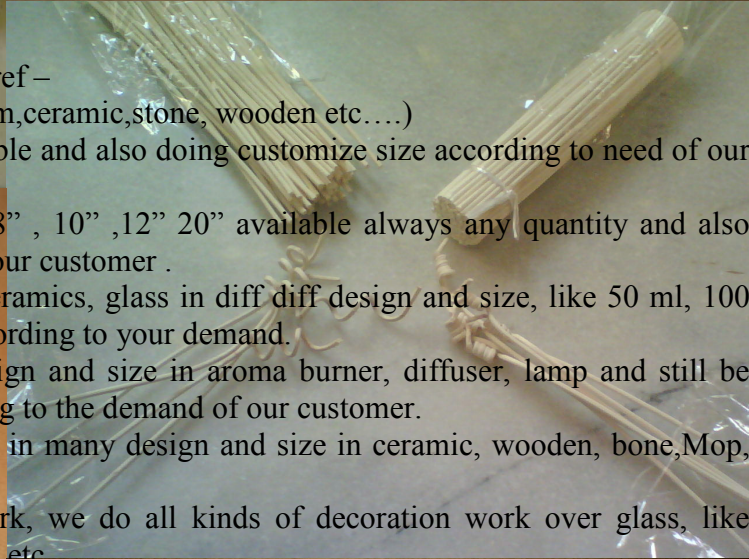 ref –
m,ceramic,stone, wooden etc….)
ble and also doing customize size according to need of our
8” , 10” ,12” 20” available always any quantity and also
our customer .
eramics, glass in diff diff design and size, like 50 ml, 100
ording to your demand.
ign and size in aroma burner, diffuser, lamp and still be
g to the demand of our customer.
in many design and size in ceramic, wooden, bone,Mop,
rk, we do all kinds of decoration work over glass, like
etc